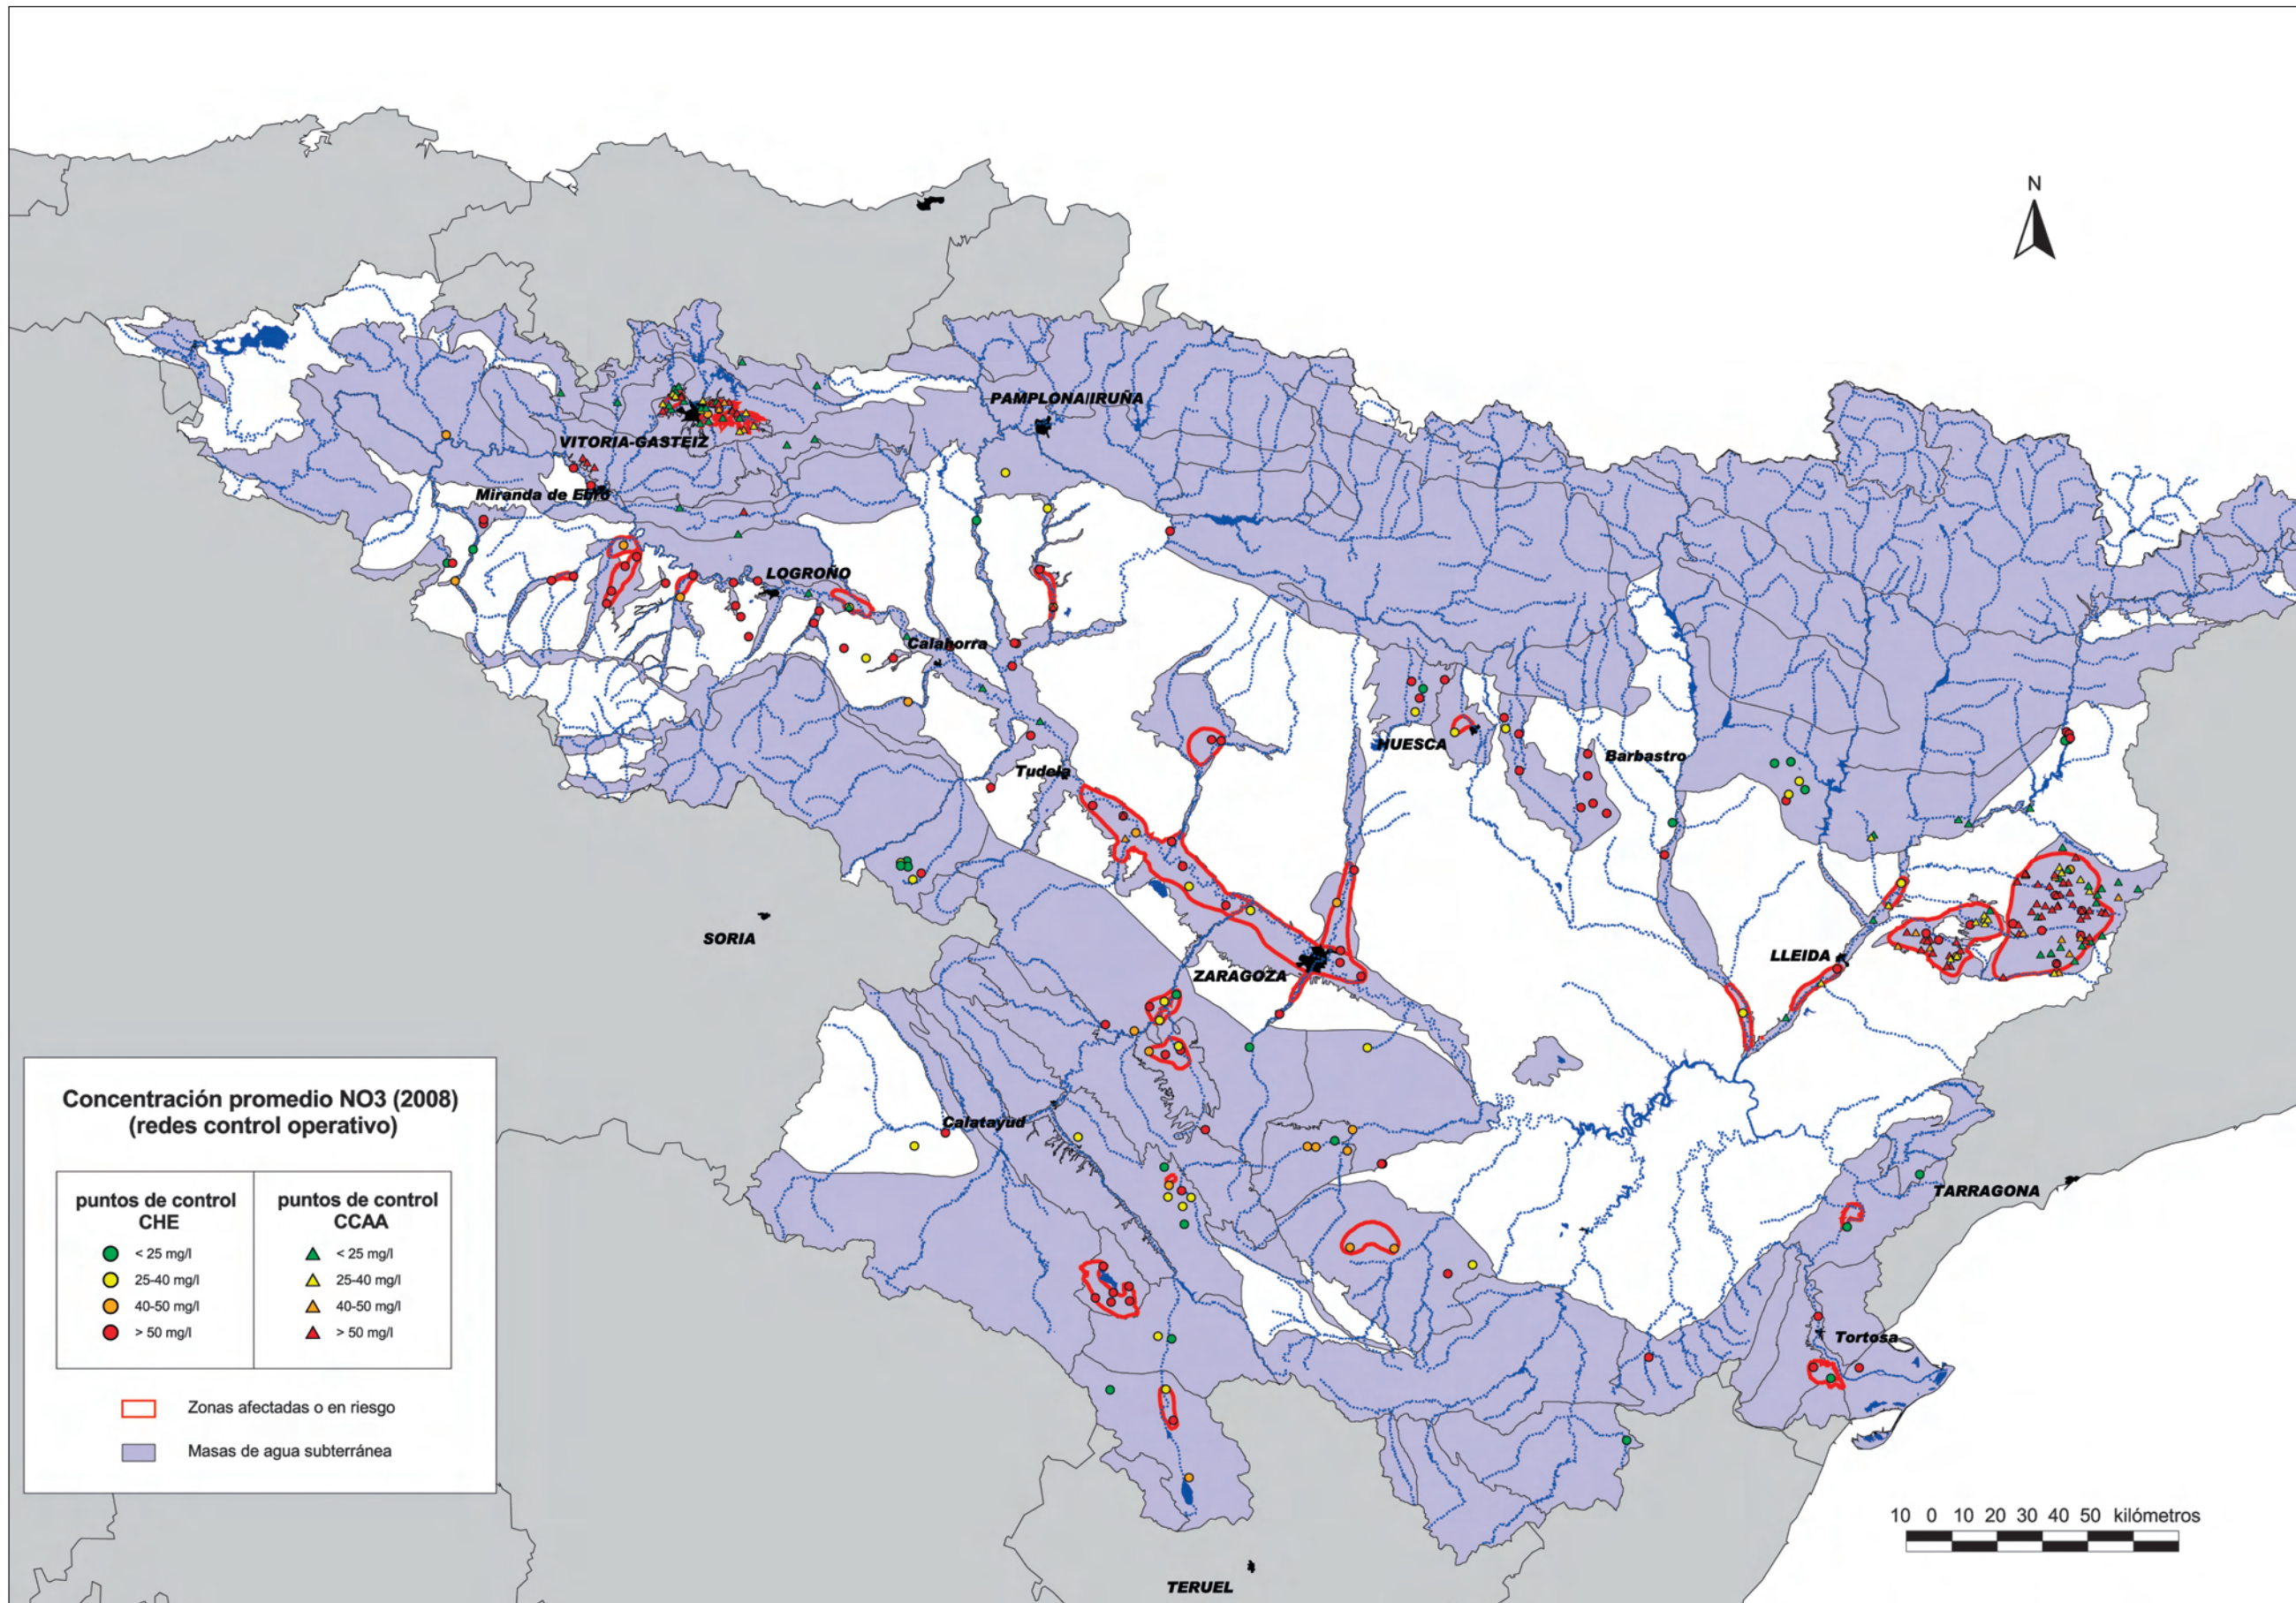 N
PAMPLONA/IRUÑA
VITORIA-GASTEIZ
Miranda de Ebro
LOGROÑO
Calahorra
HUESCA
Barbastro
Tudela
SORIA
LLEIDA
ZARAGOZA
Calatayud
TARRAGONA
Tortosa
TERUEL
Concentración promedio NO3 (2008)
(redes control operativo)
puntos de control
CHE
< 25 mg/l
25-40 mg/l
40-50 mg/l
> 50 mg/l
puntos de control
CCAA
< 25 mg/l
25-40 mg/l
40-50 mg/l
> 50 mg/l
Zonas afectadas o en riesgo
Masas de agua subterránea
10 0 10 20 30 40 50 kilómetros